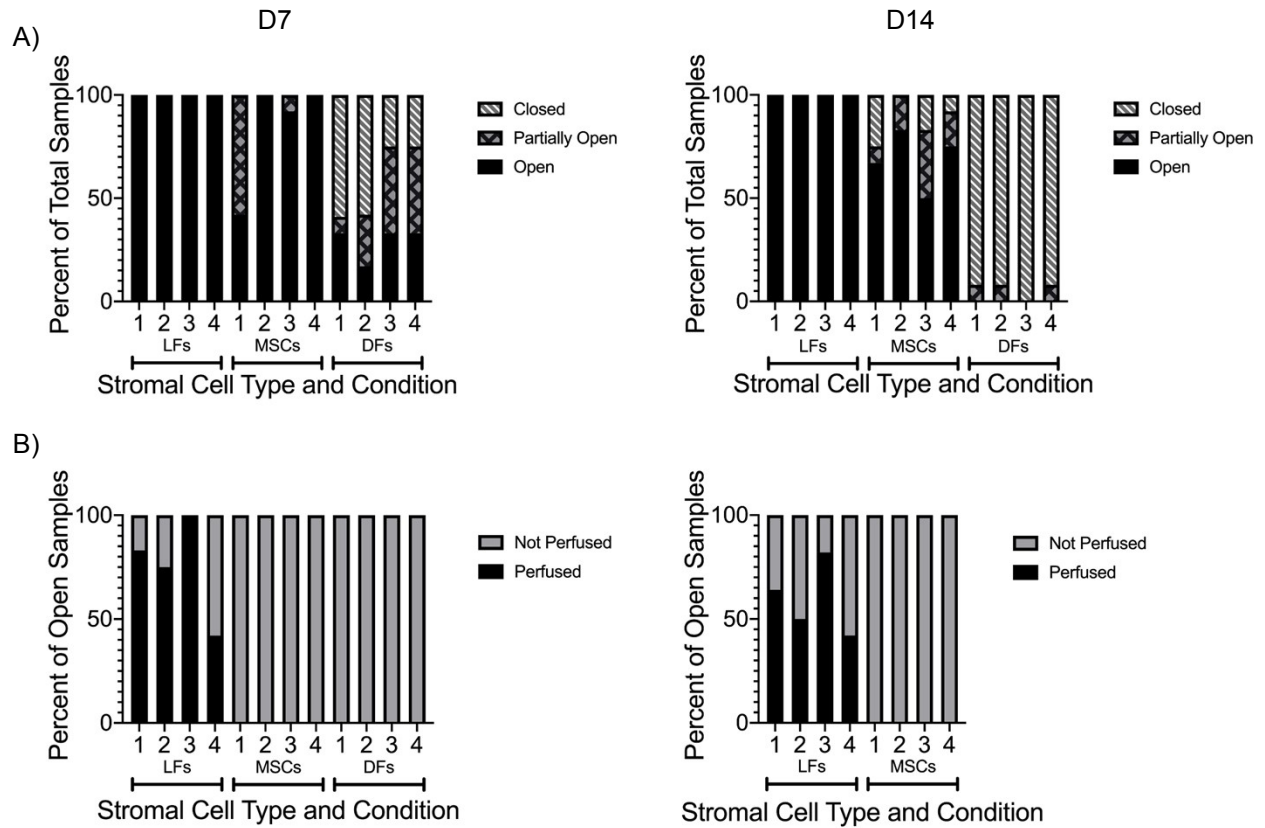 D7
D14
A)
Percent of Total Samples
100
50
0
1 2 3 4 1 2 3 4 1 2 3 4
LFs MSCs DFs
Stromal Cell Type and Condition
Closed
Partially Open
Open
Percent of Total Samples
100
50
0
1 2 3 4 1 2 3 4 1 2 3 4
LFs MSCs DFs
Stromal Cell Type and Condition
Closed
Partially Open
Open
B)
Percent of Open Samples
100
50
0
1 2 3 4 1 2 3 4 1 2 3 4
LFs MSCs DFs
Stromal Cell Type and Condition
Not Perfused
Perfused
Percent of Open Samples
100
50
0
1 2 3 4 1 2 3 4
LFs MSCs
Stromal Cell Type and Condition
Not Perfused
Perfused